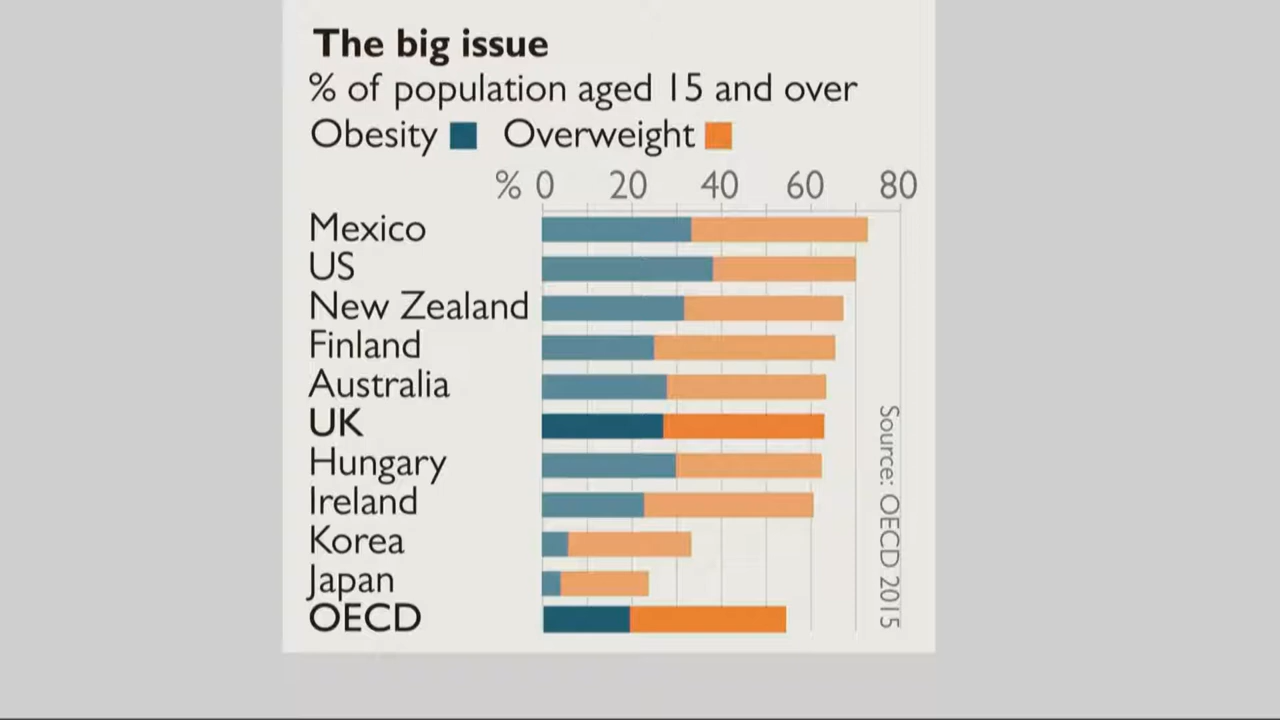 The big issue
% of population aged 15 and over
Obesity Overweight
% 0 20 40 60 80
Mexico
US
New Zealand
Finland
Australia
UK
Hungary
Ireland
Korea
Japan
OECD
Source: OECD 2015